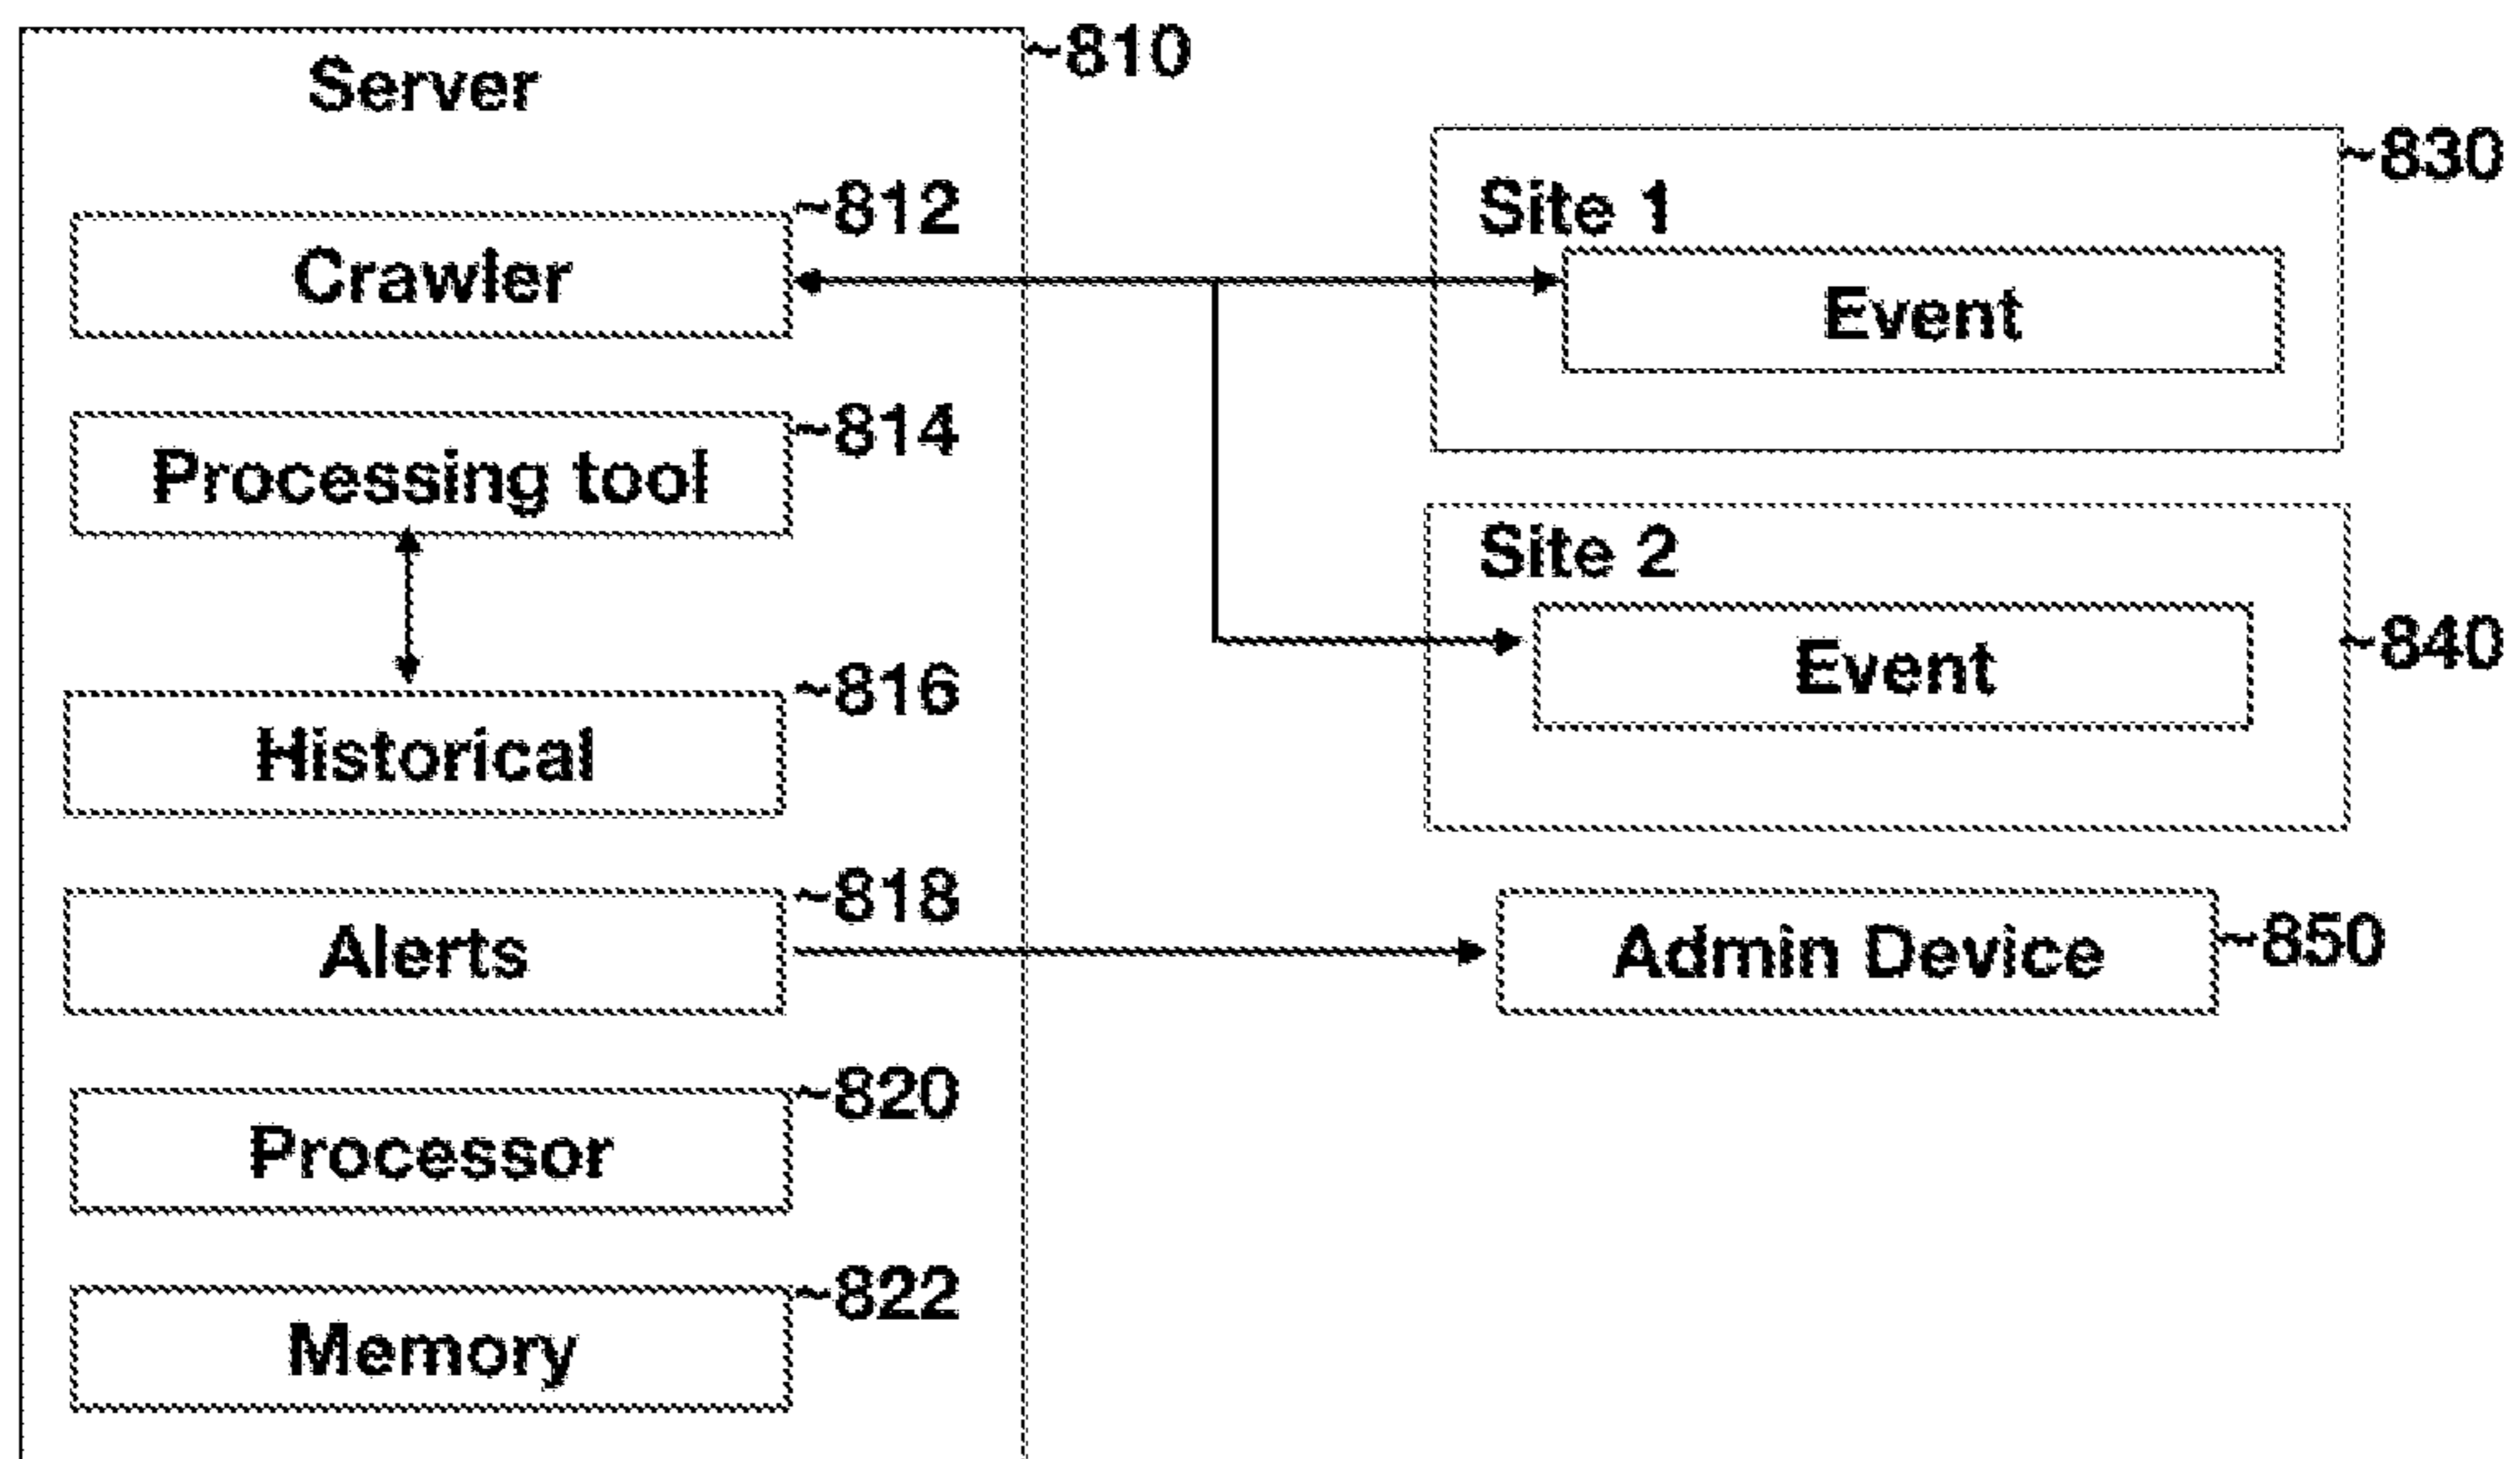 Server
~810
~812
Crawler
~814
Processing tool
~816
Historical
~818
Alerts
~820
Processor
~822
Memory
~830
Site 1
Event
Site 2
~840
Event
Admin Device
~850